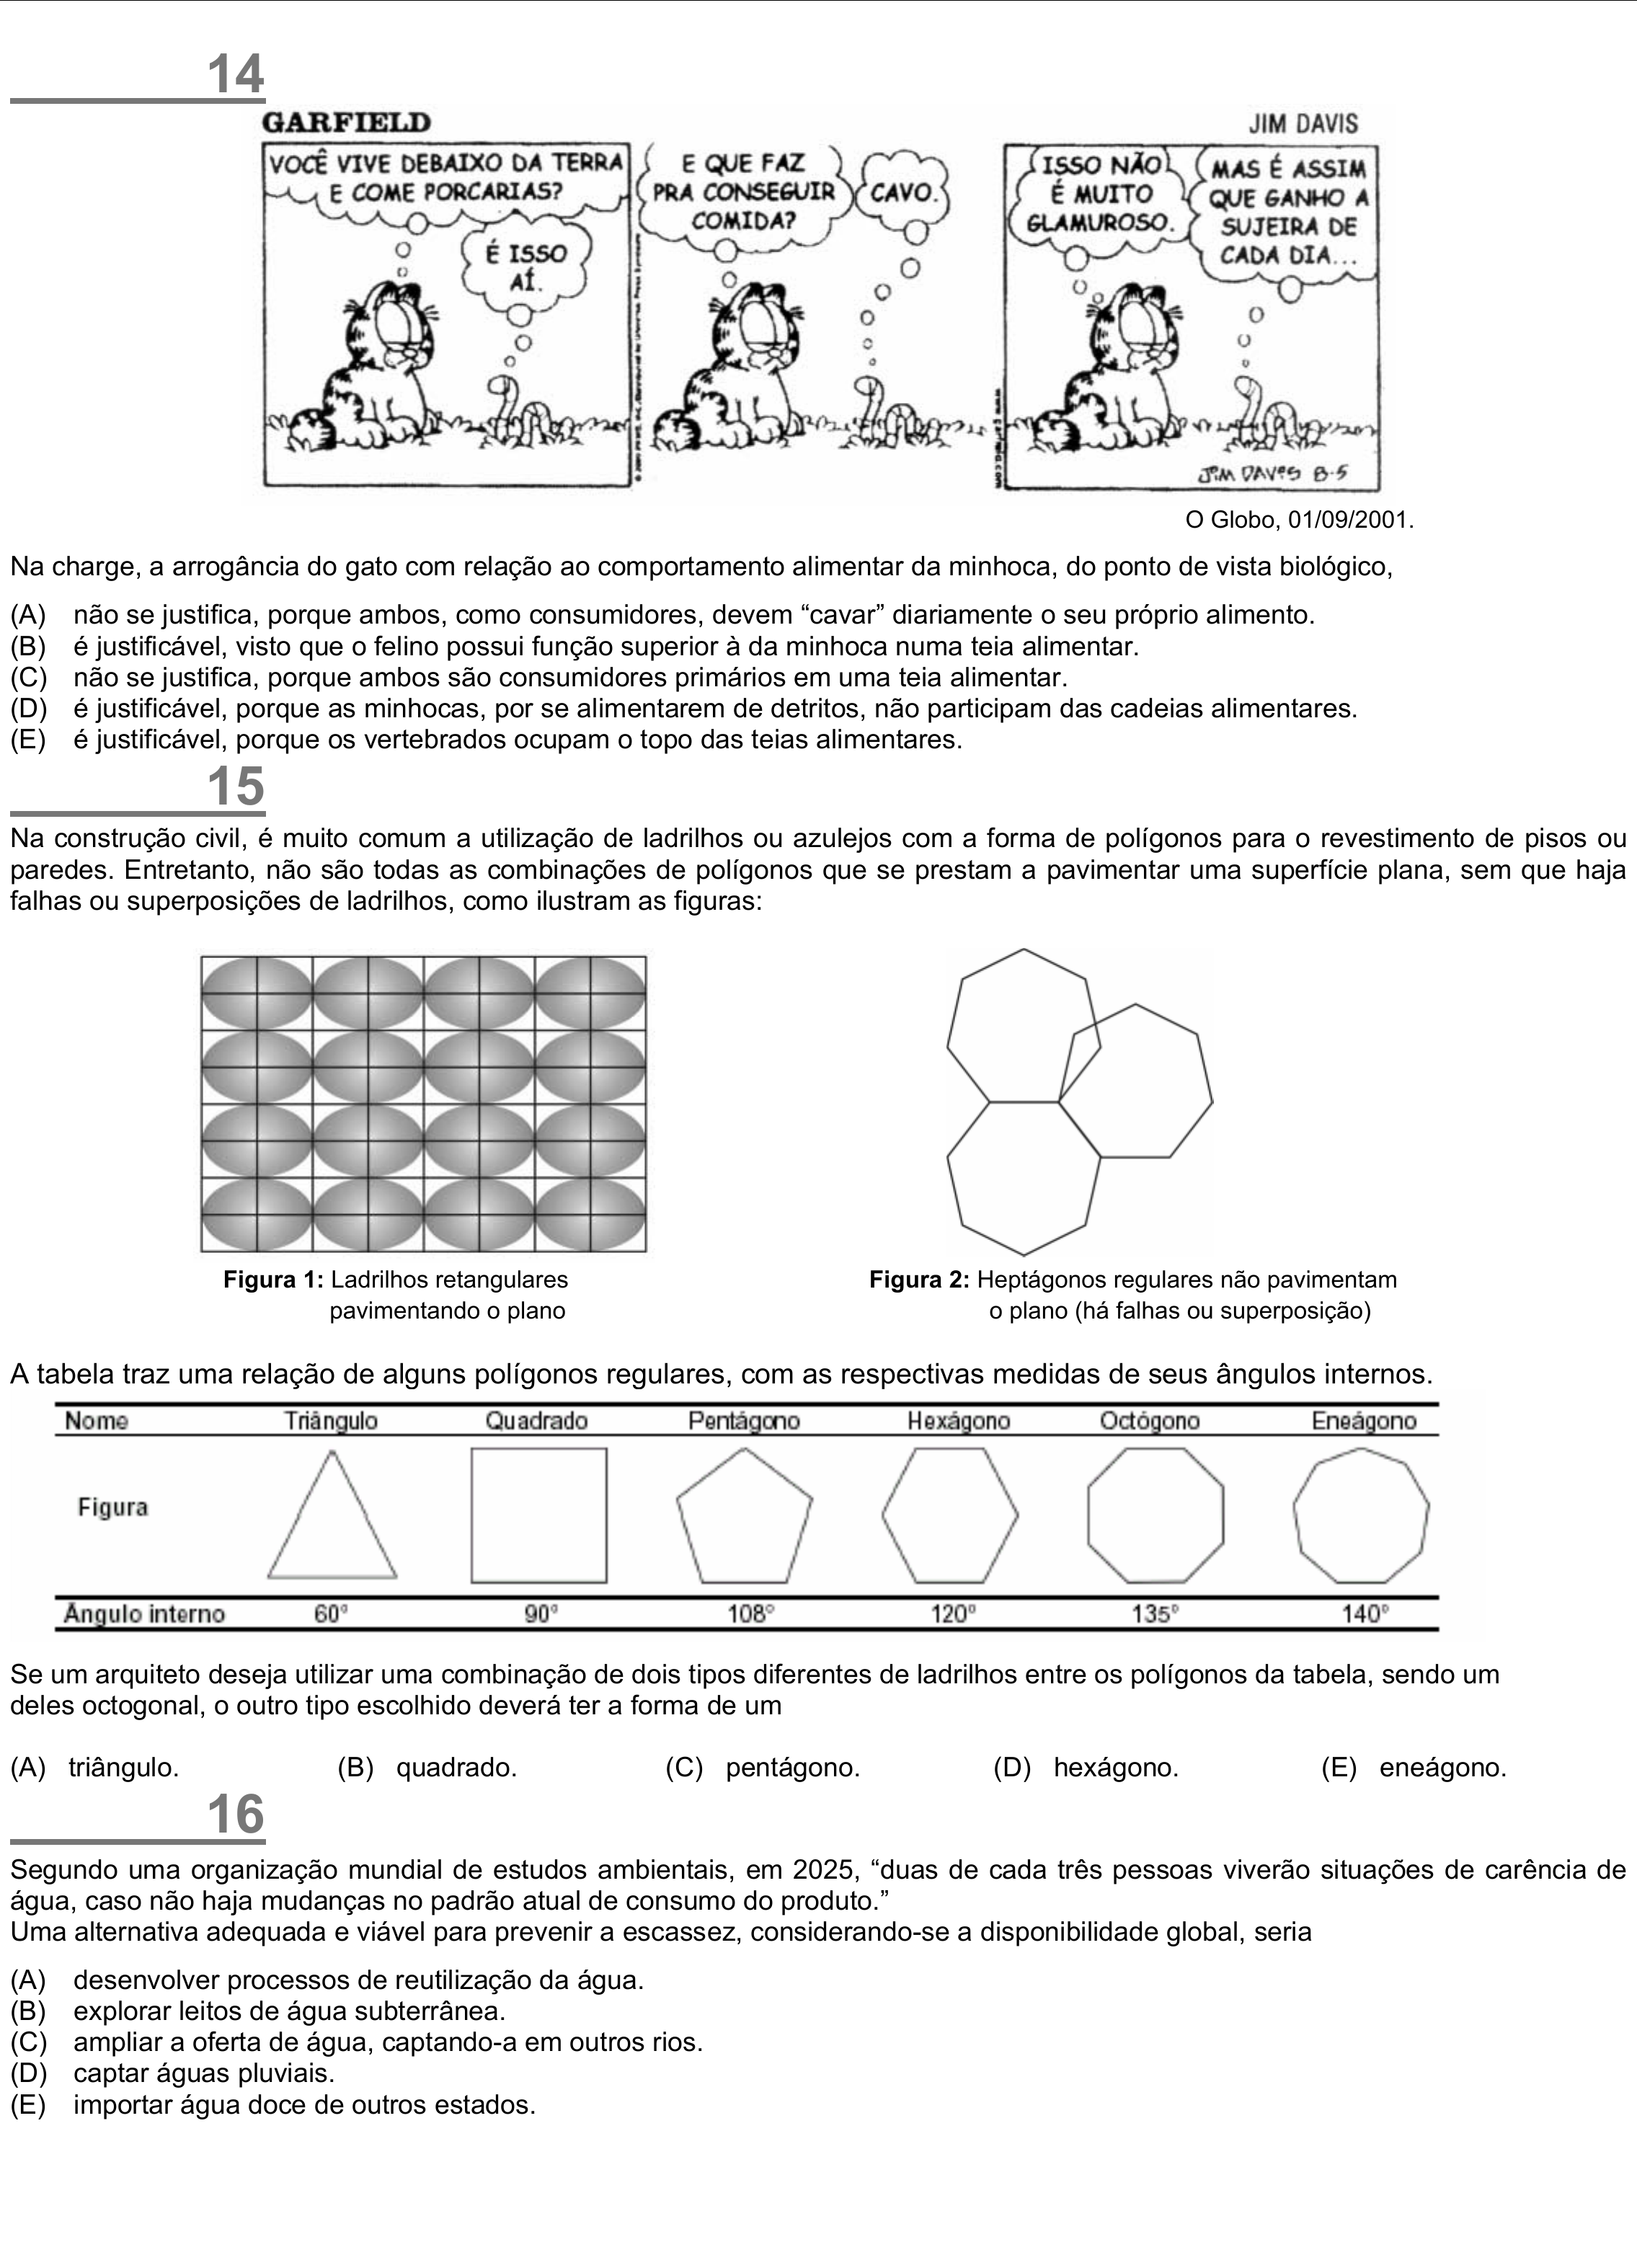 14
GARFIELD JIM DAVIS
VOCÊ VIVE DEBAIXO DA TERRA
E COME PORCARIAS?
É ISSO
AÍ.
E QUE FAZ
PRA CONSEGUIR
COMIDA?
CAVO.
ISSO NÃO
É MUITO
GLAMUROSO.
MAS É ASSIM
QUE GANHO A
SUJEIRA DE
CADA DIA...
JIM DAVIS 8-5
O Globo, 01/09/2001.
Na charge, a arrogância do gato com relação ao comportamento alimentar da minhoca, do ponto de vista biológico,
(A) não se justifica, porque ambos, como consumidores, devem “cavar” diariamente o seu próprio alimento.
(B) é justificável, visto que o felino possui função superior à da minhoca numa teia alimentar.
(C) não se justifica, porque ambos são consumidores primários em uma teia alimentar.
(D) é justificável, porque as minhocas, por se alimentarem de detritos, não participam das cadeias alimentares.
(E) é justificável, porque os vertebrados ocupam o topo das teias alimentares.
15
Na construção civil, é muito comum a utilização de ladrilhos ou azulejos com a forma de polígonos para o revestimento de pisos ou
paredes. Entretanto, não são todas as combinações de polígonos que se prestam a pavimentar uma superfície plana, sem que haja
falhas ou superposições de ladrilhos, como ilustram as figuras:
Figura 1: Ladrilhos retangulares
pavimentando o plano
Figura 2: Heptágonos regulares não pavimentam
o plano (há falhas ou superposição)
A tabela traz uma relação de alguns polígonos regulares, com as respectivas medidas de seus ângulos internos.
Nome Triângulo Quadrado Pentágono Hexágono Octógono Eneágono
Figura
Ângulo interno 60° 90° 108° 120° 135° 140°
Se um arquiteto deseja utilizar uma combinação de dois tipos diferentes de ladrilhos entre os polígonos da tabela, sendo um
deles octogonal, o outro tipo escolhido deverá ter a forma de um
(A) triângulo. (B) quadrado. (C) pentágono. (D) hexágono. (E) eneágono.
16
Segundo uma organização mundial de estudos ambientais, em 2025, “duas de cada três pessoas viverão situações de carência de
água, caso não haja mudanças no padrão atual de consumo do produto.”
Uma alternativa adequada e viável para prevenir a escassez, considerando-se a disponibilidade global, seria
(A) desenvolver processos de reutilização da água.
(B) explorar leitos de água subterrânea.
(C) ampliar a oferta de água, captando-a em outros rios.
(D) captar águas pluviais.
(E) importar água doce de outros estados.